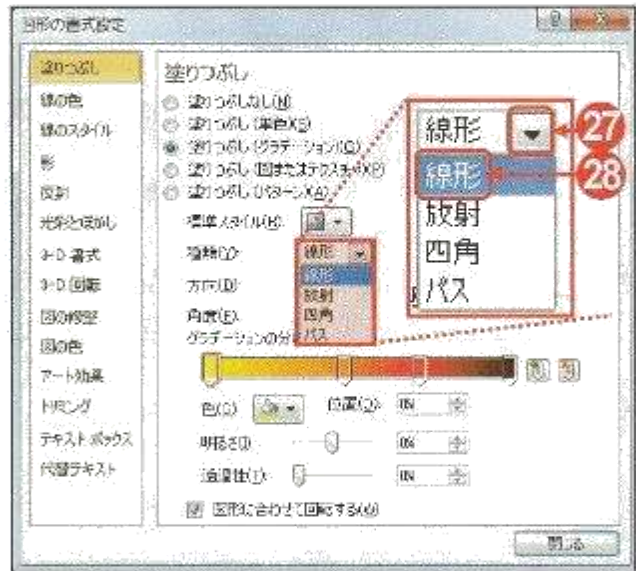 図形の書式設定
塗りつぶし
線の色
線のスタイル
影
反射
光彩とぼかし
3-D 書式
3-D 回転
図の修整
図の色
アート効果
トリミング
テキスト ボックス
代替テキスト
塗りつぶし
塗りつぶしなし(N)
塗りつぶし (単色)(S)
塗りつぶし (グラデーション)(G)
塗りつぶし (図またはテクスチャ)(P)
塗りつぶし (パターン)(A)
標準スタイル(R):
種類(Y): 線形
線形
放射
四角
パス
方向(D):
角度(E):
グラデーションの分
色(C): 位置(O): 0%
明るさ(I): 0%
透過性(T): 0%
図形に合わせて回転する(W)
閉じる
線形 27
線形 28
放射
四角
パス